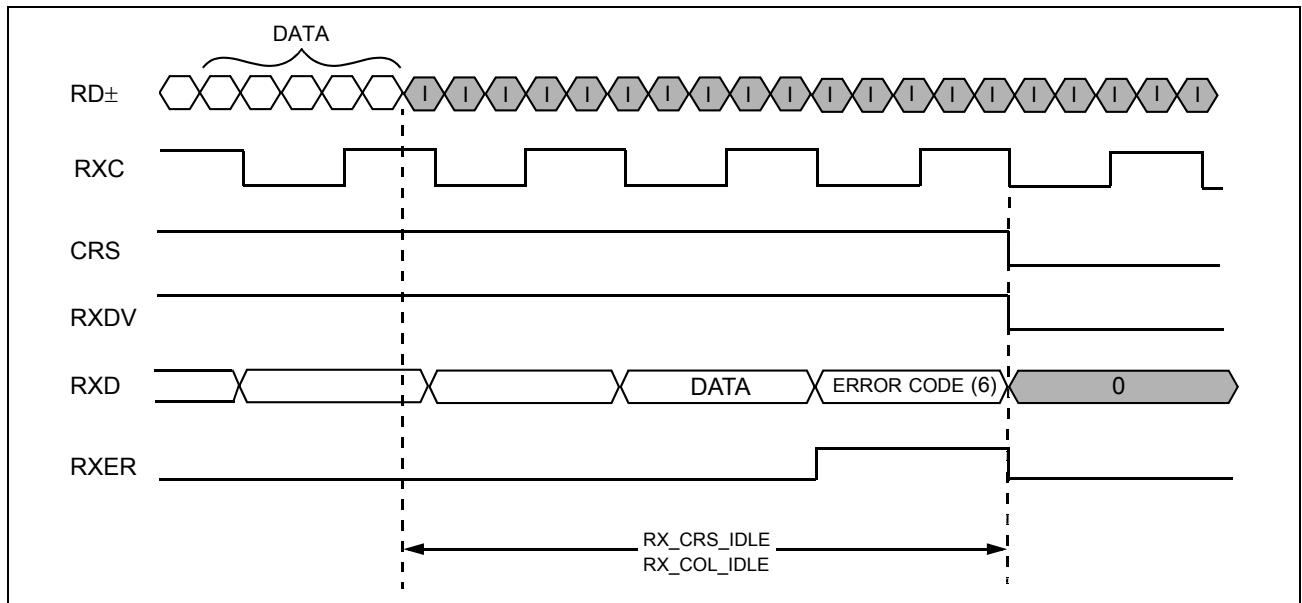 DATA
RD± I I I I I I I I I I I I I I I I I I I I
RXC
CRS
RXDV
RXD DATA ERROR CODE (6) 0
RXER
RX_CRS_IDLE
RX_COL_IDLE